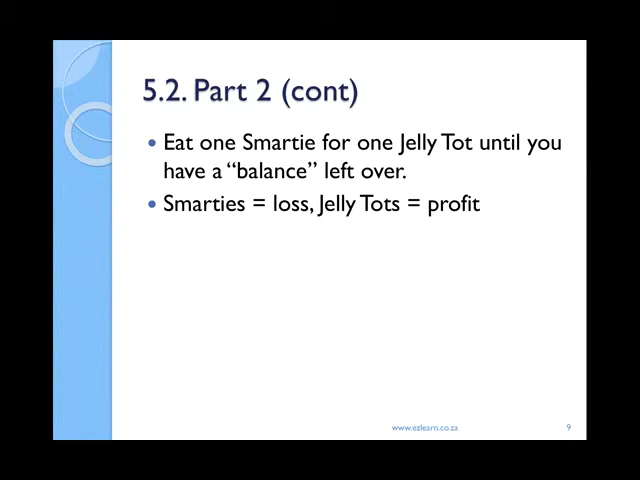 5.2. Part 2 (cont)
• Eat one Smartie for one Jelly Tot until you
have a “balance” left over.
• Smarties = loss, Jelly Tots = profit
www.ezlearn.co.za
9